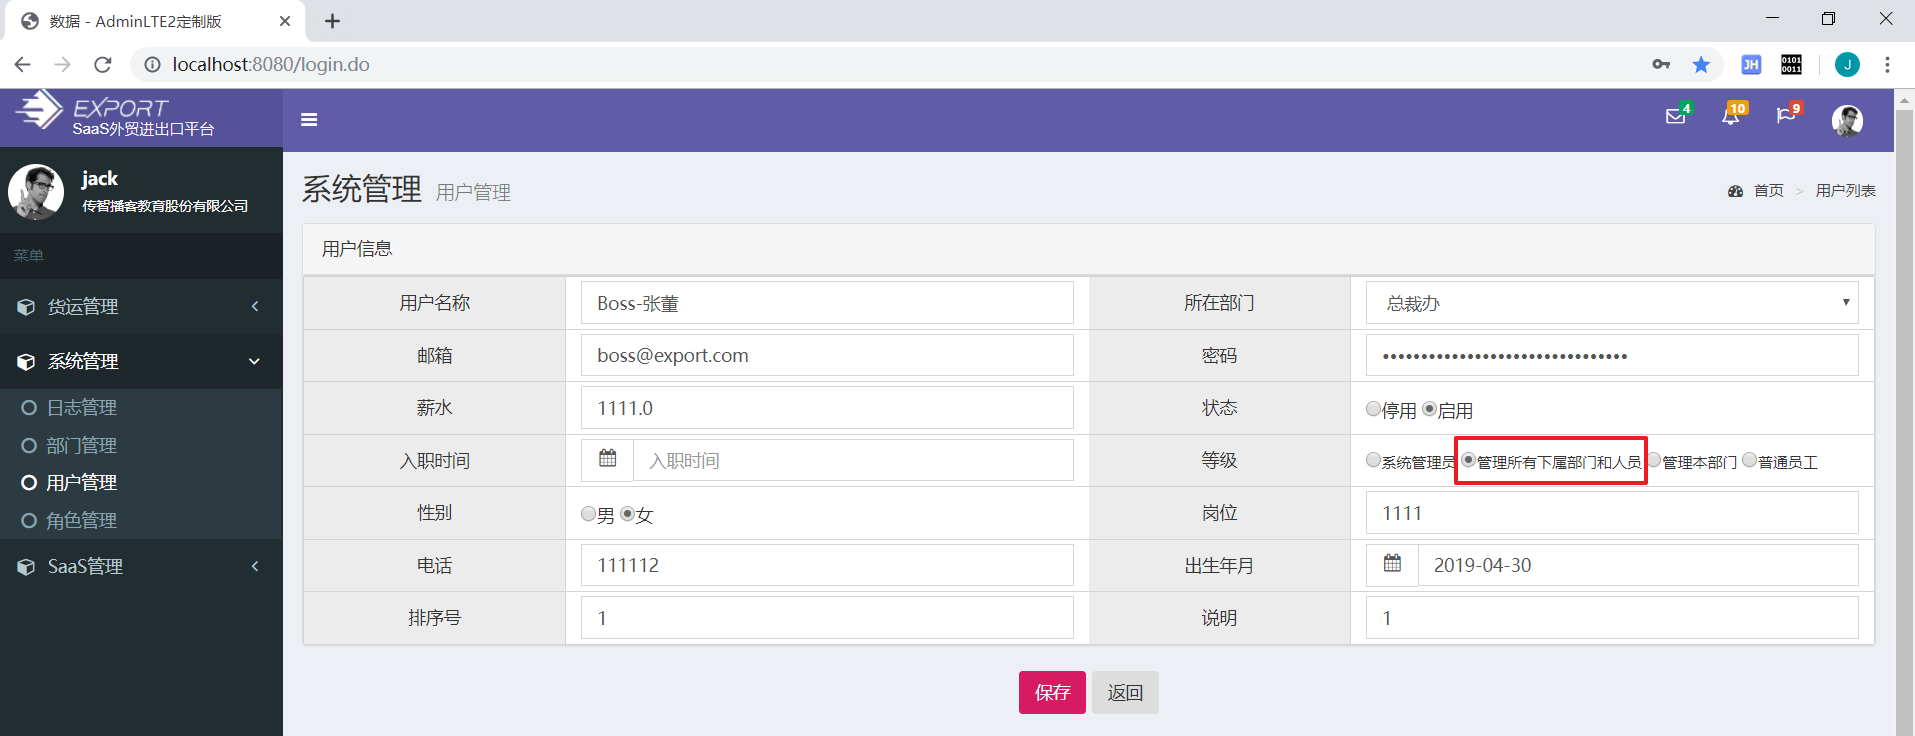 数据 - AdminLTE2定制版
localhost:8080/login.do
JH
0101
0011
J
EXPORT
SaaS外贸进出口平台
4
10
9
jack
传智播客教育股份有限公司
菜单
货运管理
系统管理
日志管理
部门管理
用户管理
角色管理
SaaS管理
系统管理 用户管理
首页 > 用户列表
用户信息
用户名称 Boss-张董 所在部门 总裁办
邮箱 boss@export.com 密码 ••••••••••••••••••••••••••••••••
薪水 1111.0 状态 停用 启用
入职时间 入职时间 等级 系统管理员 管理所有下属部门和人员 管理本部门 普通员工
性别 男 女 岗位 1111
电话 111112 出生年月 2019-04-30
排序号 1 说明 1
保存 返回